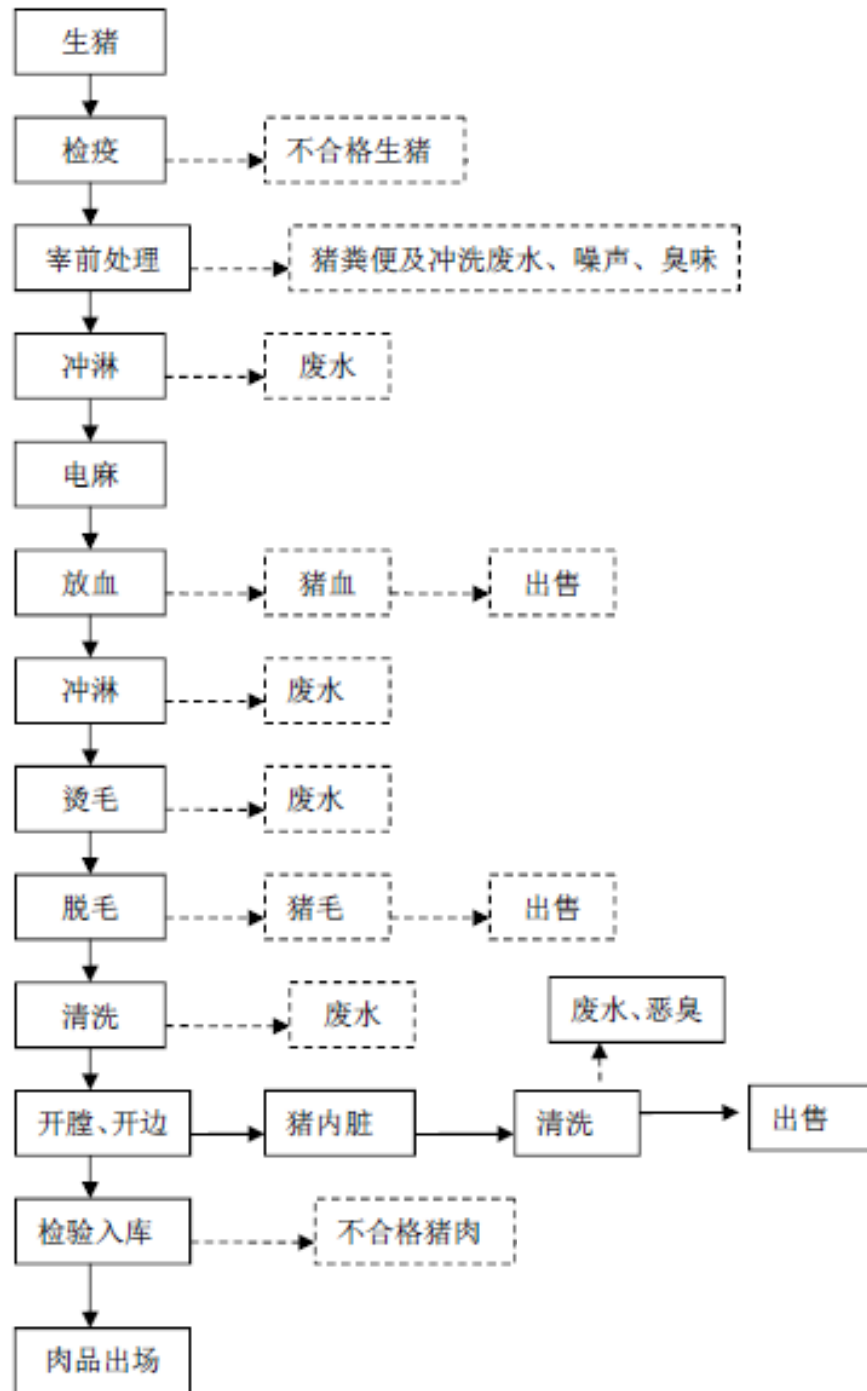 生猪
检疫
不合格生猪
宰前处理
猪粪便及冲洗废水、噪声、臭味
冲淋
废水
电麻
放血
猪血
出售
冲淋
废水
烫毛
废水
脱毛
猪毛
出售
清洗
废水
废水、恶臭
开膛、开边
猪内脏
清洗
出售
检验入库
不合格猪肉
肉品出场